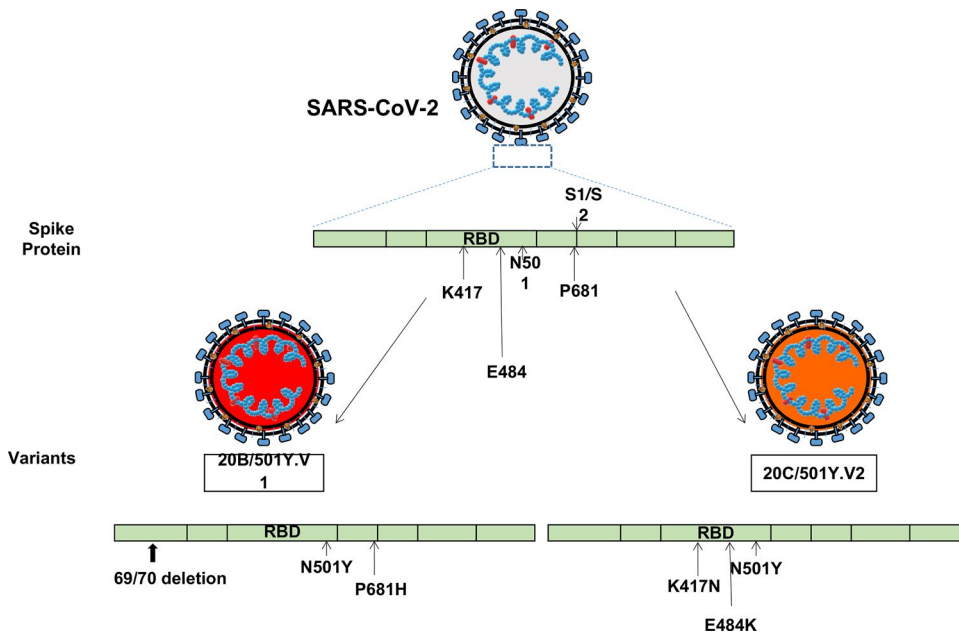 SARS-CoV-2
S1/S
2
Spike
Protein
RBD
N50
1
K417
P681
E484
Variants
20B/501Y.V
1
20C/501Y.V2
RBD
RBD
N501Y
N501Y
69/70 deletion
P681H
K417N
E484K